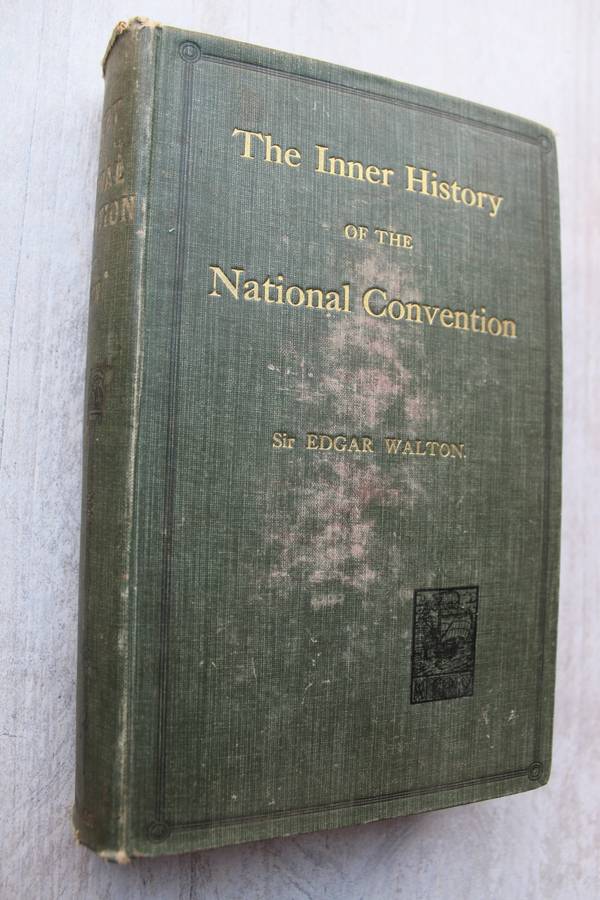 The Inner History
OF THE
National Convention
Sir EDGAR WALTON.